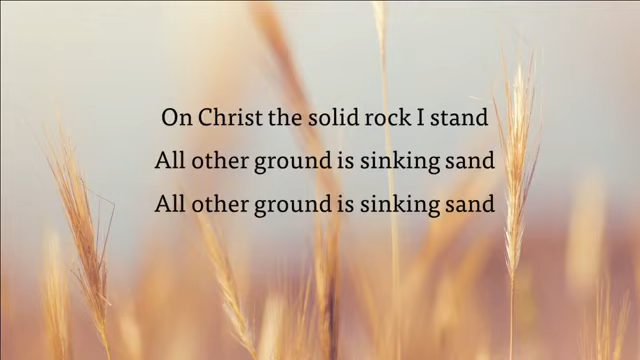 On Christ the solid rock I stand
All other ground is sinking sand
All other ground is sinking sand